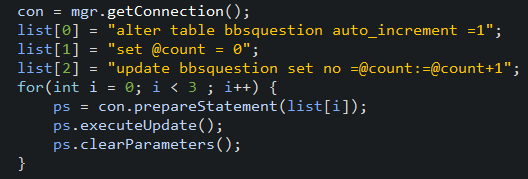 con = mgr.getConnection();
list[0] = "alter table bbsquestion auto_increment =1";
list[1] = "set @count = 0";
list[2] = "update bbsquestion set no =@count:=@count+1";
for(int i = 0; i < 3 ; i++) {
    ps = con.prepareStatement(list[i]);
    ps.executeUpdate();
    ps.clearParameters();
}